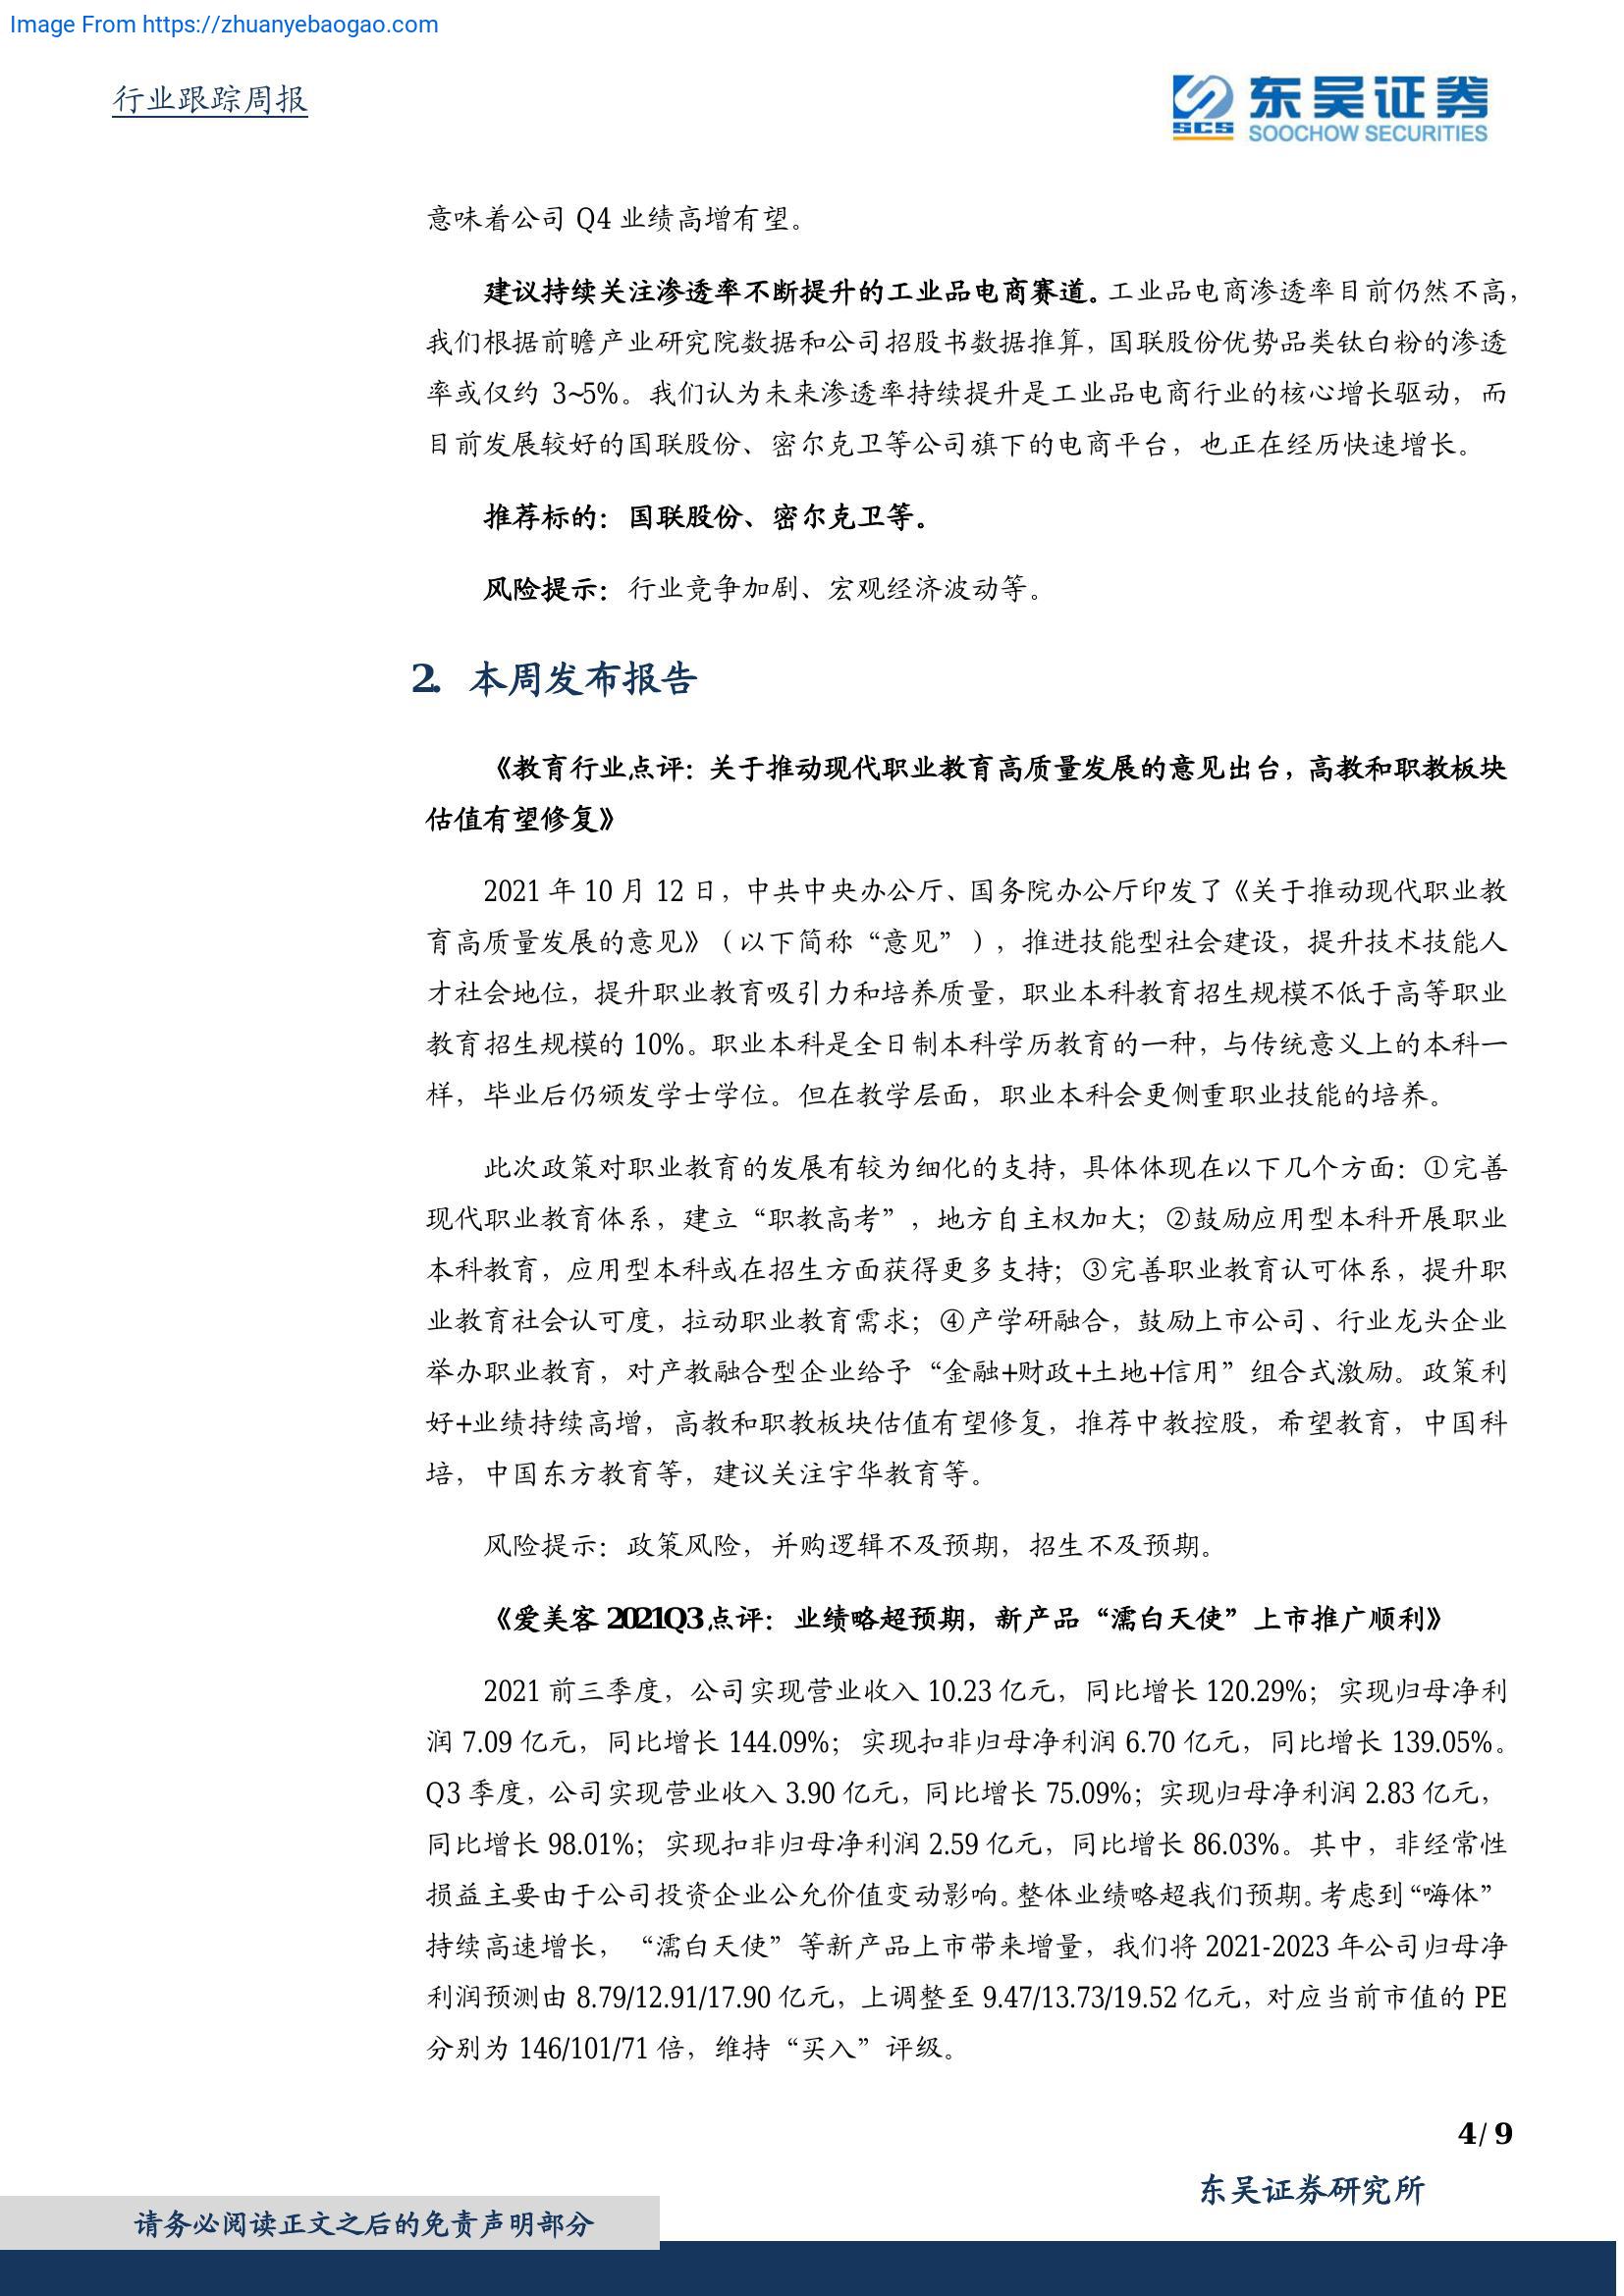 Image From https://zhuanyebaogao.com
行业跟踪周报
SCS
东吴证券
SOOCHOW SECURITIES
意味着公司 Q4 业绩高增有望。
建议持续关注渗透率不断提升的工业品电商赛道。工业品电商渗透率目前仍然不高，
我们根据前瞻产业研究院数据和公司招股书数据推算，国联股份优势品类钛白粉的渗透
率或仅约 3~5%。我们认为未来渗透率持续提升是工业品电商行业的核心增长驱动，而
目前发展较好的国联股份、密尔克卫等公司旗下的电商平台，也正在经历快速增长。
推荐标的：国联股份、密尔克卫等。
风险提示：行业竞争加剧、宏观经济波动等。
2. 本周发布报告
《教育行业点评：关于推动现代职业教育高质量发展的意见出台，高教和职教板块
估值有望修复》
2021 年 10 月 12 日，中共中央办公厅、国务院办公厅印发了《关于推动现代职业教
育高质量发展的意见》（以下简称“意见”），推进技能型社会建设，提升技术技能人
才社会地位，提升职业教育吸引力和培养质量，职业本科教育招生规模不低于高等职业
教育招生规模的 10%。职业本科是全日制本科学历教育的一种，与传统意义上的本科一
样，毕业后仍颁发学士学位。但在教学层面，职业本科会更侧重职业技能的培养。
此次政策对职业教育的发展有较为细化的支持，具体体现在以下几个方面：①完善
现代职业教育体系，建立“职教高考”，地方自主权加大；②鼓励应用型本科开展职业
本科教育，应用型本科或在招生方面获得更多支持；③完善职业教育认可体系，提升职
业教育社会认可度，拉动职业教育需求；④产学研融合，鼓励上市公司、行业龙头企业
举办职业教育，对产教融合型企业给予“金融+财政+土地+信用”组合式激励。政策利
好+业绩持续高增，高教和职教板块估值有望修复，推荐中教控股，希望教育，中国科
培，中国东方教育等，建议关注宇华教育等。
风险提示：政策风险，并购逻辑不及预期，招生不及预期。
《爱美客 2021Q3 点评：业绩略超预期，新产品“濡白天使”上市推广顺利》
2021 前三季度，公司实现营业收入 10.23 亿元，同比增长 120.29%；实现归母净利
润 7.09 亿元，同比增长 144.09%；实现扣非归母净利润 6.70 亿元，同比增长 139.05%。
Q3 季度，公司实现营业收入 3.90 亿元，同比增长 75.09%；实现归母净利润 2.83 亿元，
同比增长 98.01%；实现扣非归母净利润 2.59 亿元，同比增长 86.03%。其中，非经常性
损益主要由于公司投资企业公允价值变动影响。整体业绩略超我们预期。考虑到“嗨体”
持续高速增长，“濡白天使”等新产品上市带来增量，我们将 2021-2023 年公司归母净
利润预测由 8.79/12.91/17.90 亿元，上调整至 9.47/13.73/19.52 亿元，对应当前市值的 PE
分别为 146/101/71 倍，维持“买入”评级。
4 / 9
东吴证券研究所
请务必阅读正文之后的免责声明部分